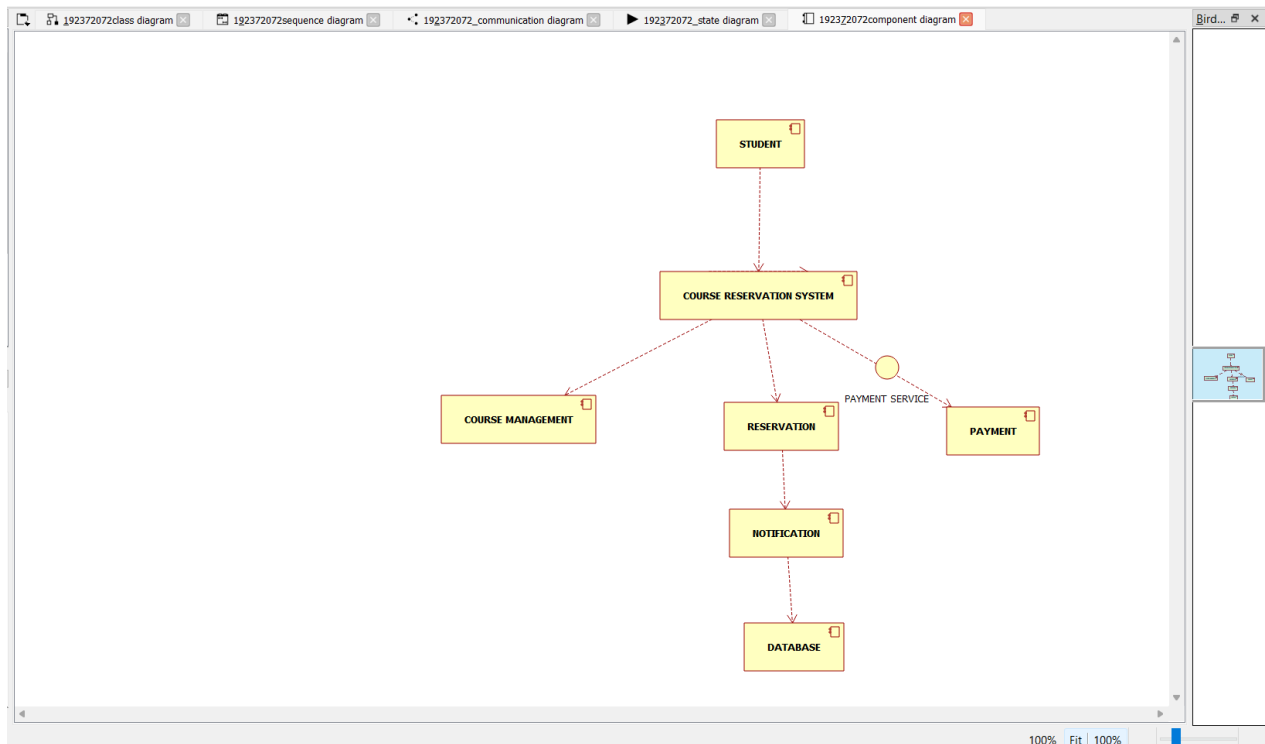 192372072class diagram
192372072sequence diagram
192372072_communication diagram
192372072_state diagram
192372072component diagram
Bird...
STUDENT
COURSE RESERVATION SYSTEM
PAYMENT SERVICE
COURSE MANAGEMENT
RESERVATION
PAYMENT
NOTIFICATION
DATABASE
100% Fit 100%